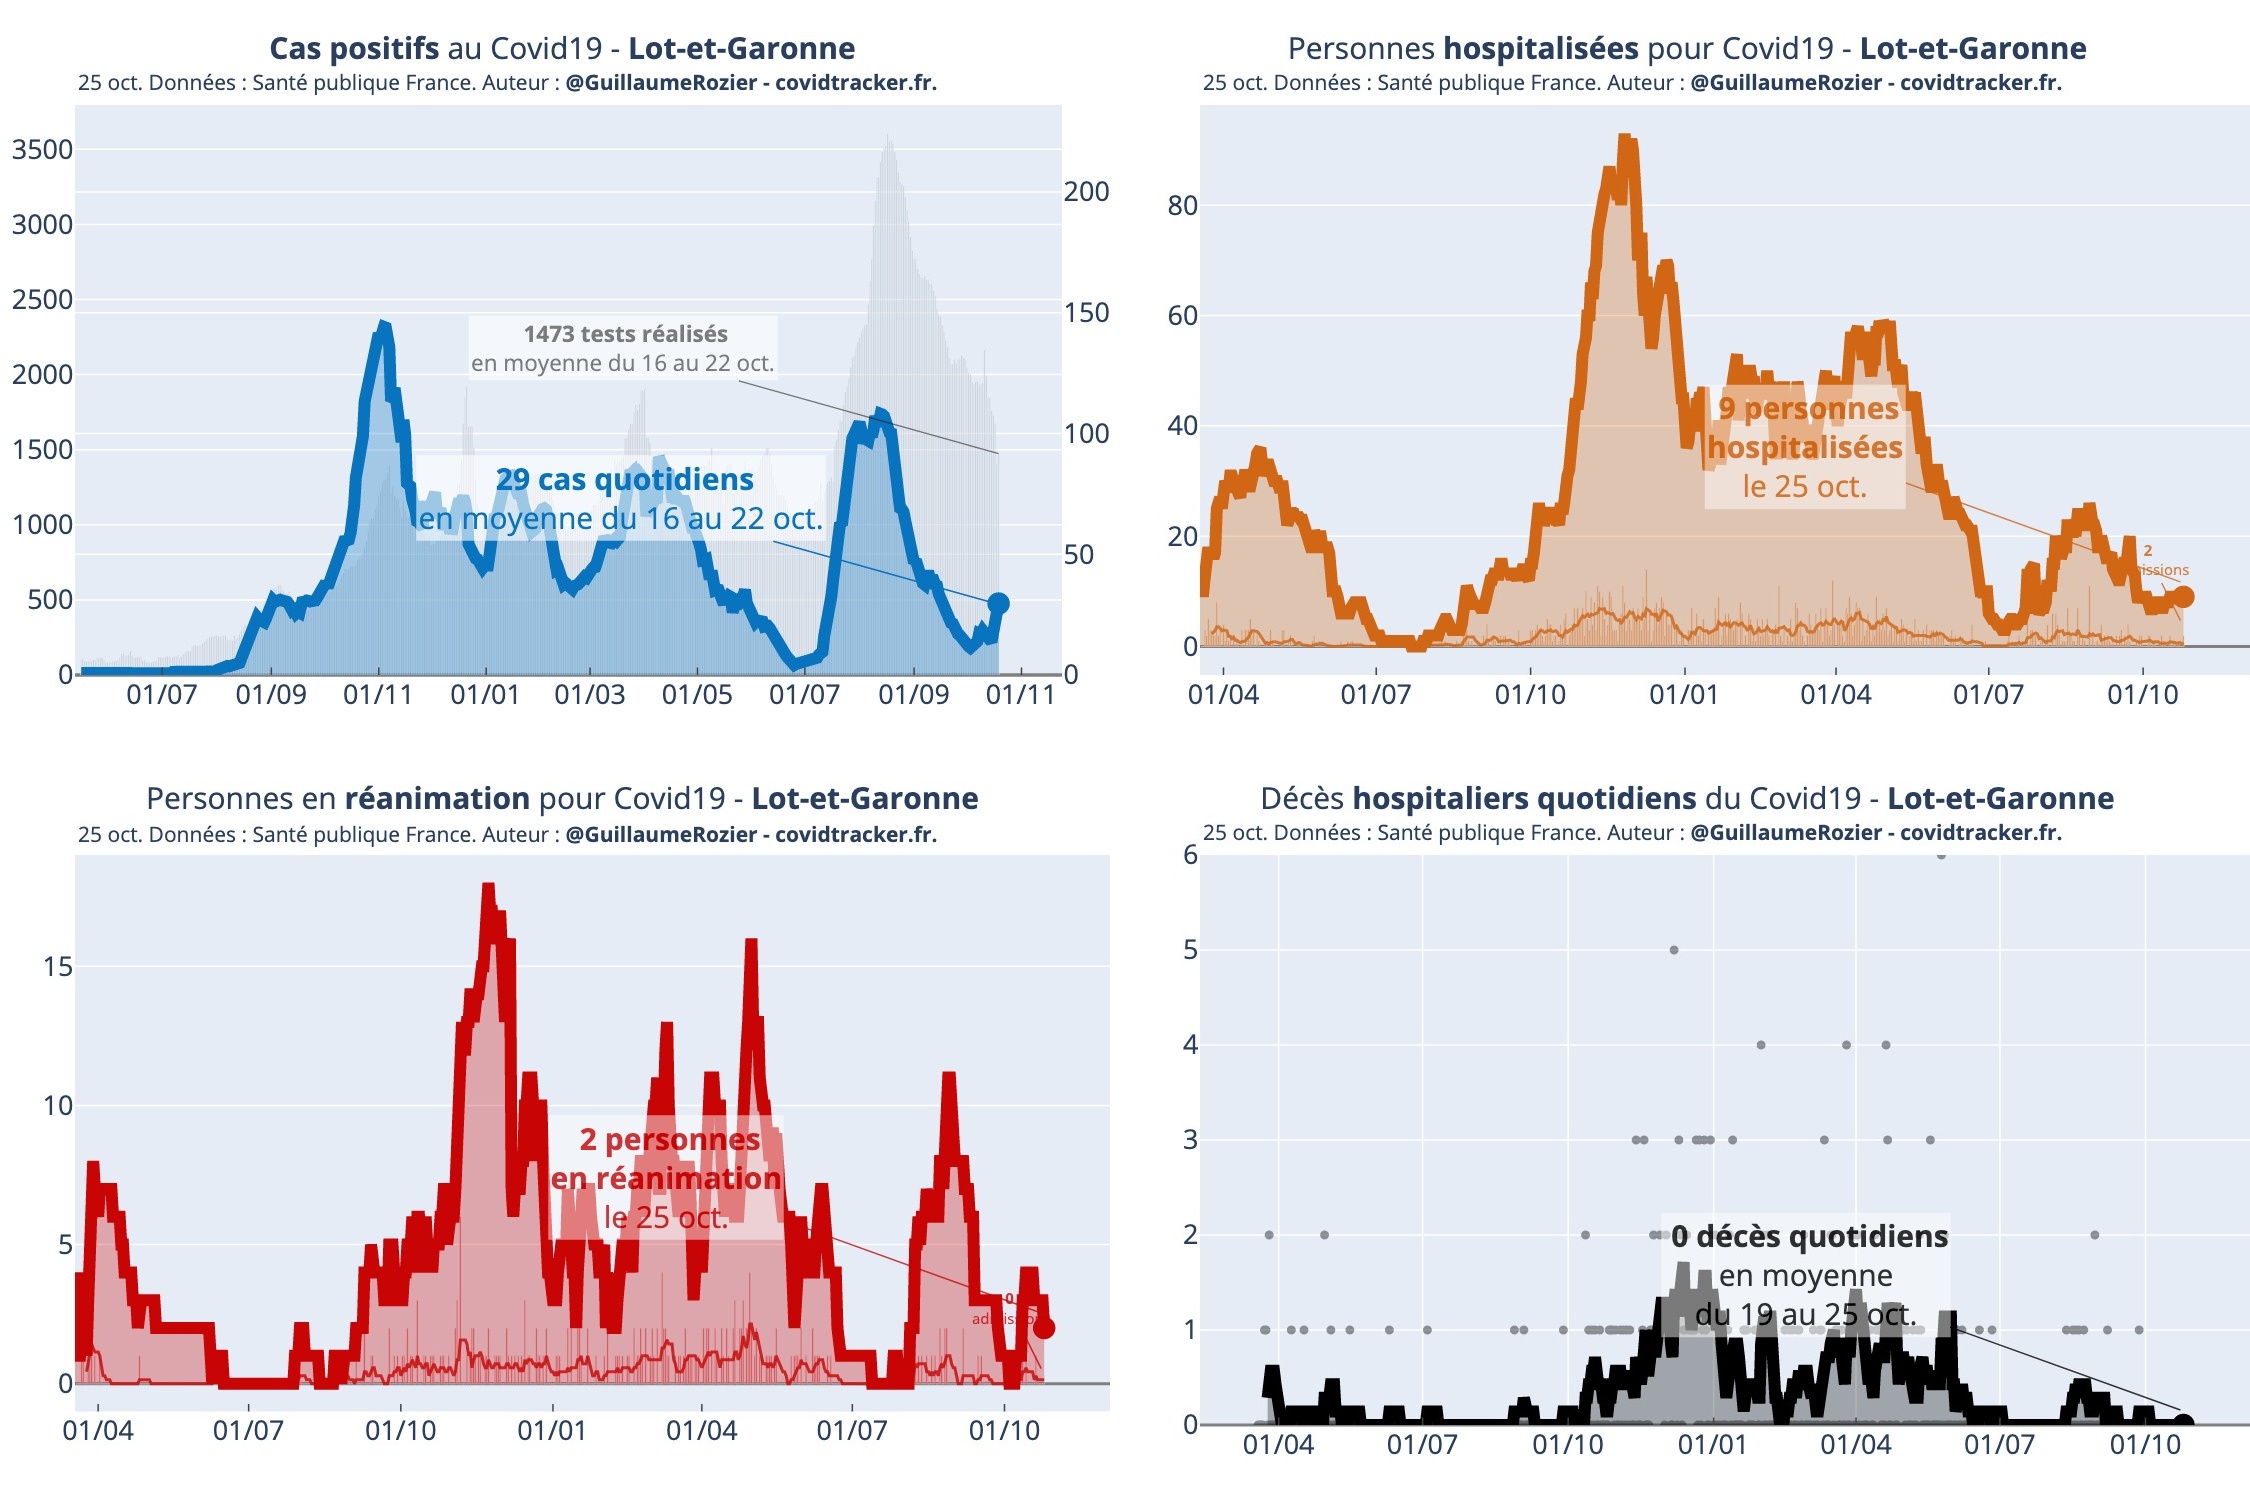 Cas positifs au Covid19 - Lot-et-Garonne
25 oct. Données : Santé publique France. Auteur : @GuillaumeRozier - covidtracker.fr.
3500
3000
2500
2000
1500
1000
500
0
200
150
100
50
0
1473 tests réalisés
en moyenne du 16 au 22 oct.
29 cas quotidiens
en moyenne du 16 au 22 oct.
01/07 01/09 01/11 01/01 01/03 01/05 01/07 01/09 01/11
Personnes hospitalisées pour Covid19 - Lot-et-Garonne
25 oct. Données : Santé publique France. Auteur : @GuillaumeRozier - covidtracker.fr.
80
60
40
20
0
9 personnes
hospitalisées
le 25 oct.
2
01/04 01/07 01/10 01/01 01/04 01/07 01/10
Personnes en réanimation pour Covid19 - Lot-et-Garonne
25 oct. Données : Santé publique France. Auteur : @GuillaumeRozier - covidtracker.fr.
15
10
5
0
2 personnes
en réanimation
le 25 oct.
0
01/04 01/07 01/10 01/01 01/04 01/07 01/10
Décès hospitaliers quotidiens du Covid19 - Lot-et-Garonne
25 oct. Données : Santé publique France. Auteur : @GuillaumeRozier - covidtracker.fr.
6
5
4
3
2
1
0
0 décès quotidiens
en moyenne
du 19 au 25 oct.
01/04 01/07 01/10 01/01 01/04 01/07 01/10